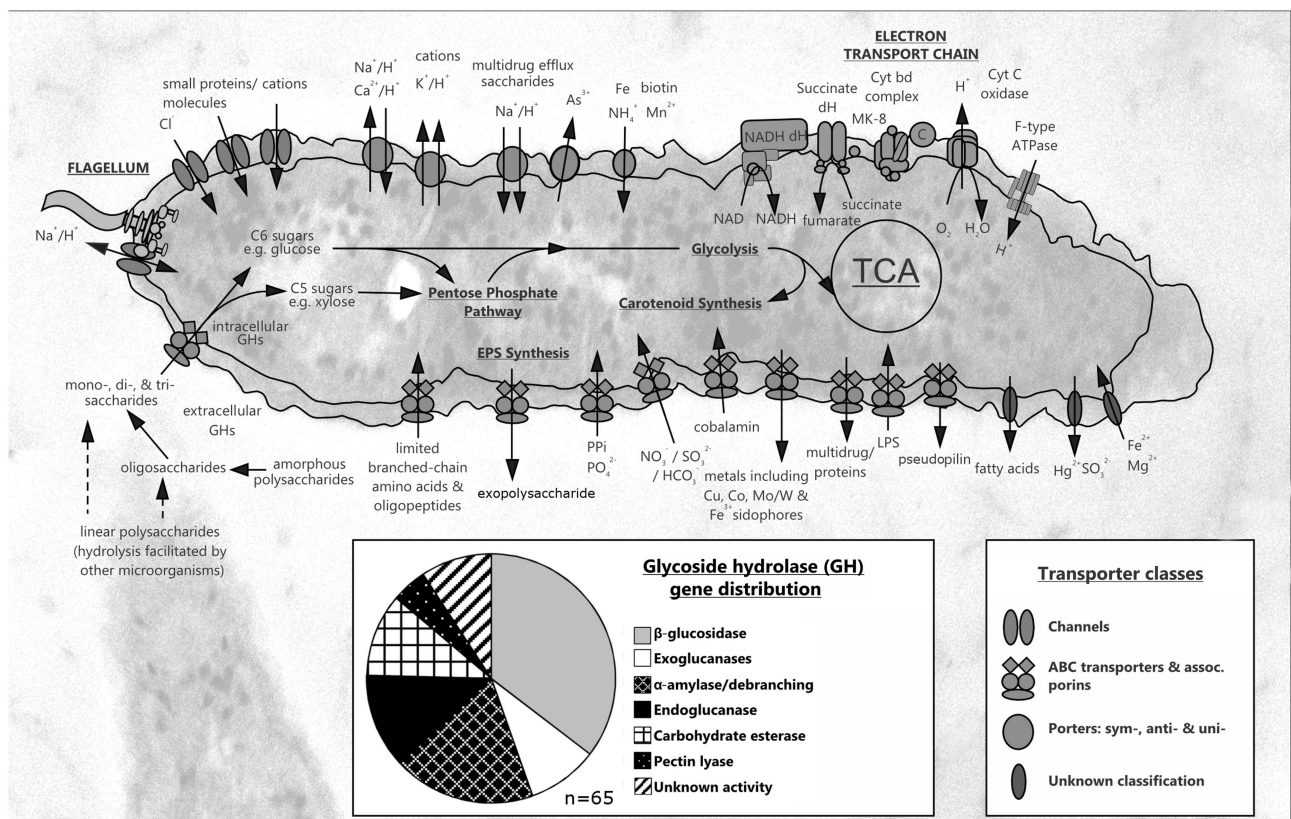 ELECTRON
TRANSPORT CHAIN
small proteins/ cations
molecules
Cl⁻
Na⁺/H⁺
Ca²⁺/H⁺
cations
K⁺/H⁺
multidrug efflux
saccharides
Na⁺/H⁺
As³⁺
Fe
NH₄⁺
biotin
Mn²⁺
Succinate
dH
MK-8
Cyt bd
complex
H⁺
Cyt C
oxidase
F-type
ATPase
NADH dH
C
FLAGELLUM
Na⁺/H⁺
NAD
NADH
succinate
fumarate
O₂
H₂O
H⁺
C6 sugars
e.g. glucose
Glycolysis
TCA
C5 sugars
e.g. xylose
Pentose Phosphate
Pathway
Carotenoid Synthesis
intracellular
GHs
EPS Synthesis
mono-, di-, & tri-
saccharides
extracellular
GHs
oligosaccharides
amorphous
polysaccharides
linear polysaccharides
(hydrolysis facilitated by
other microorganisms)
limited
branched-chain
amino acids &
oligopeptides
exopolysaccharide
PPi
PO₄²⁻
NO₃⁻/ SO₃²⁻
/ HCO₃⁻
cobalamin
metals including
Cu, Co, Mo/W &
Fe³⁺sidophores
multidrug/
proteins
LPS
pseudopilin
fatty acids
Hg²⁺
SO₃²⁻
Fe²⁺
Mg²⁺
Glycoside hydrolase (GH)
gene distribution
β-glucosidase
Exoglucanases
α-amylase/debranching
Endoglucanase
Carbohydrate esterase
Pectin lyase
Unknown activity
n=65
Transporter classes
Channels
ABC transporters & assoc.
porins
Porters: sym-, anti- & uni-
Unknown classification